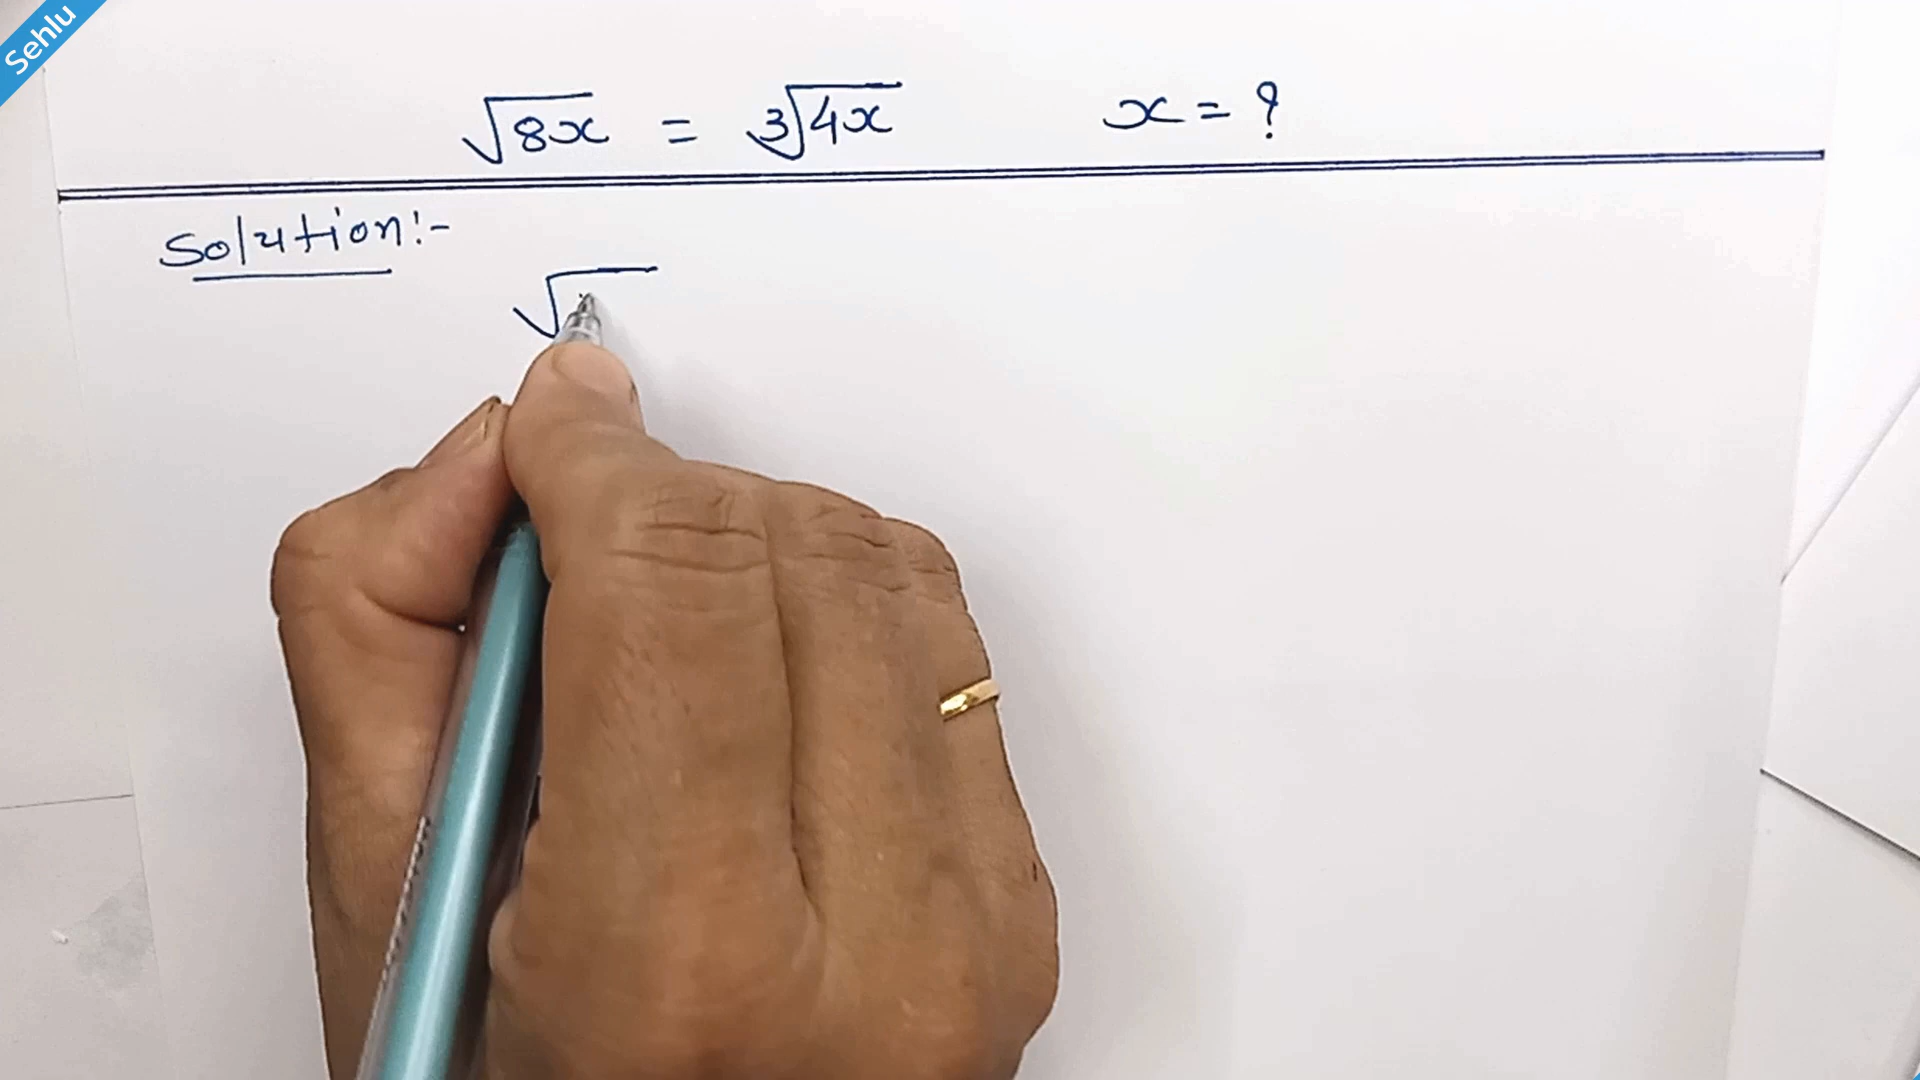 Sehlu
√8x = ∛4x x = ?
Solution:-
√